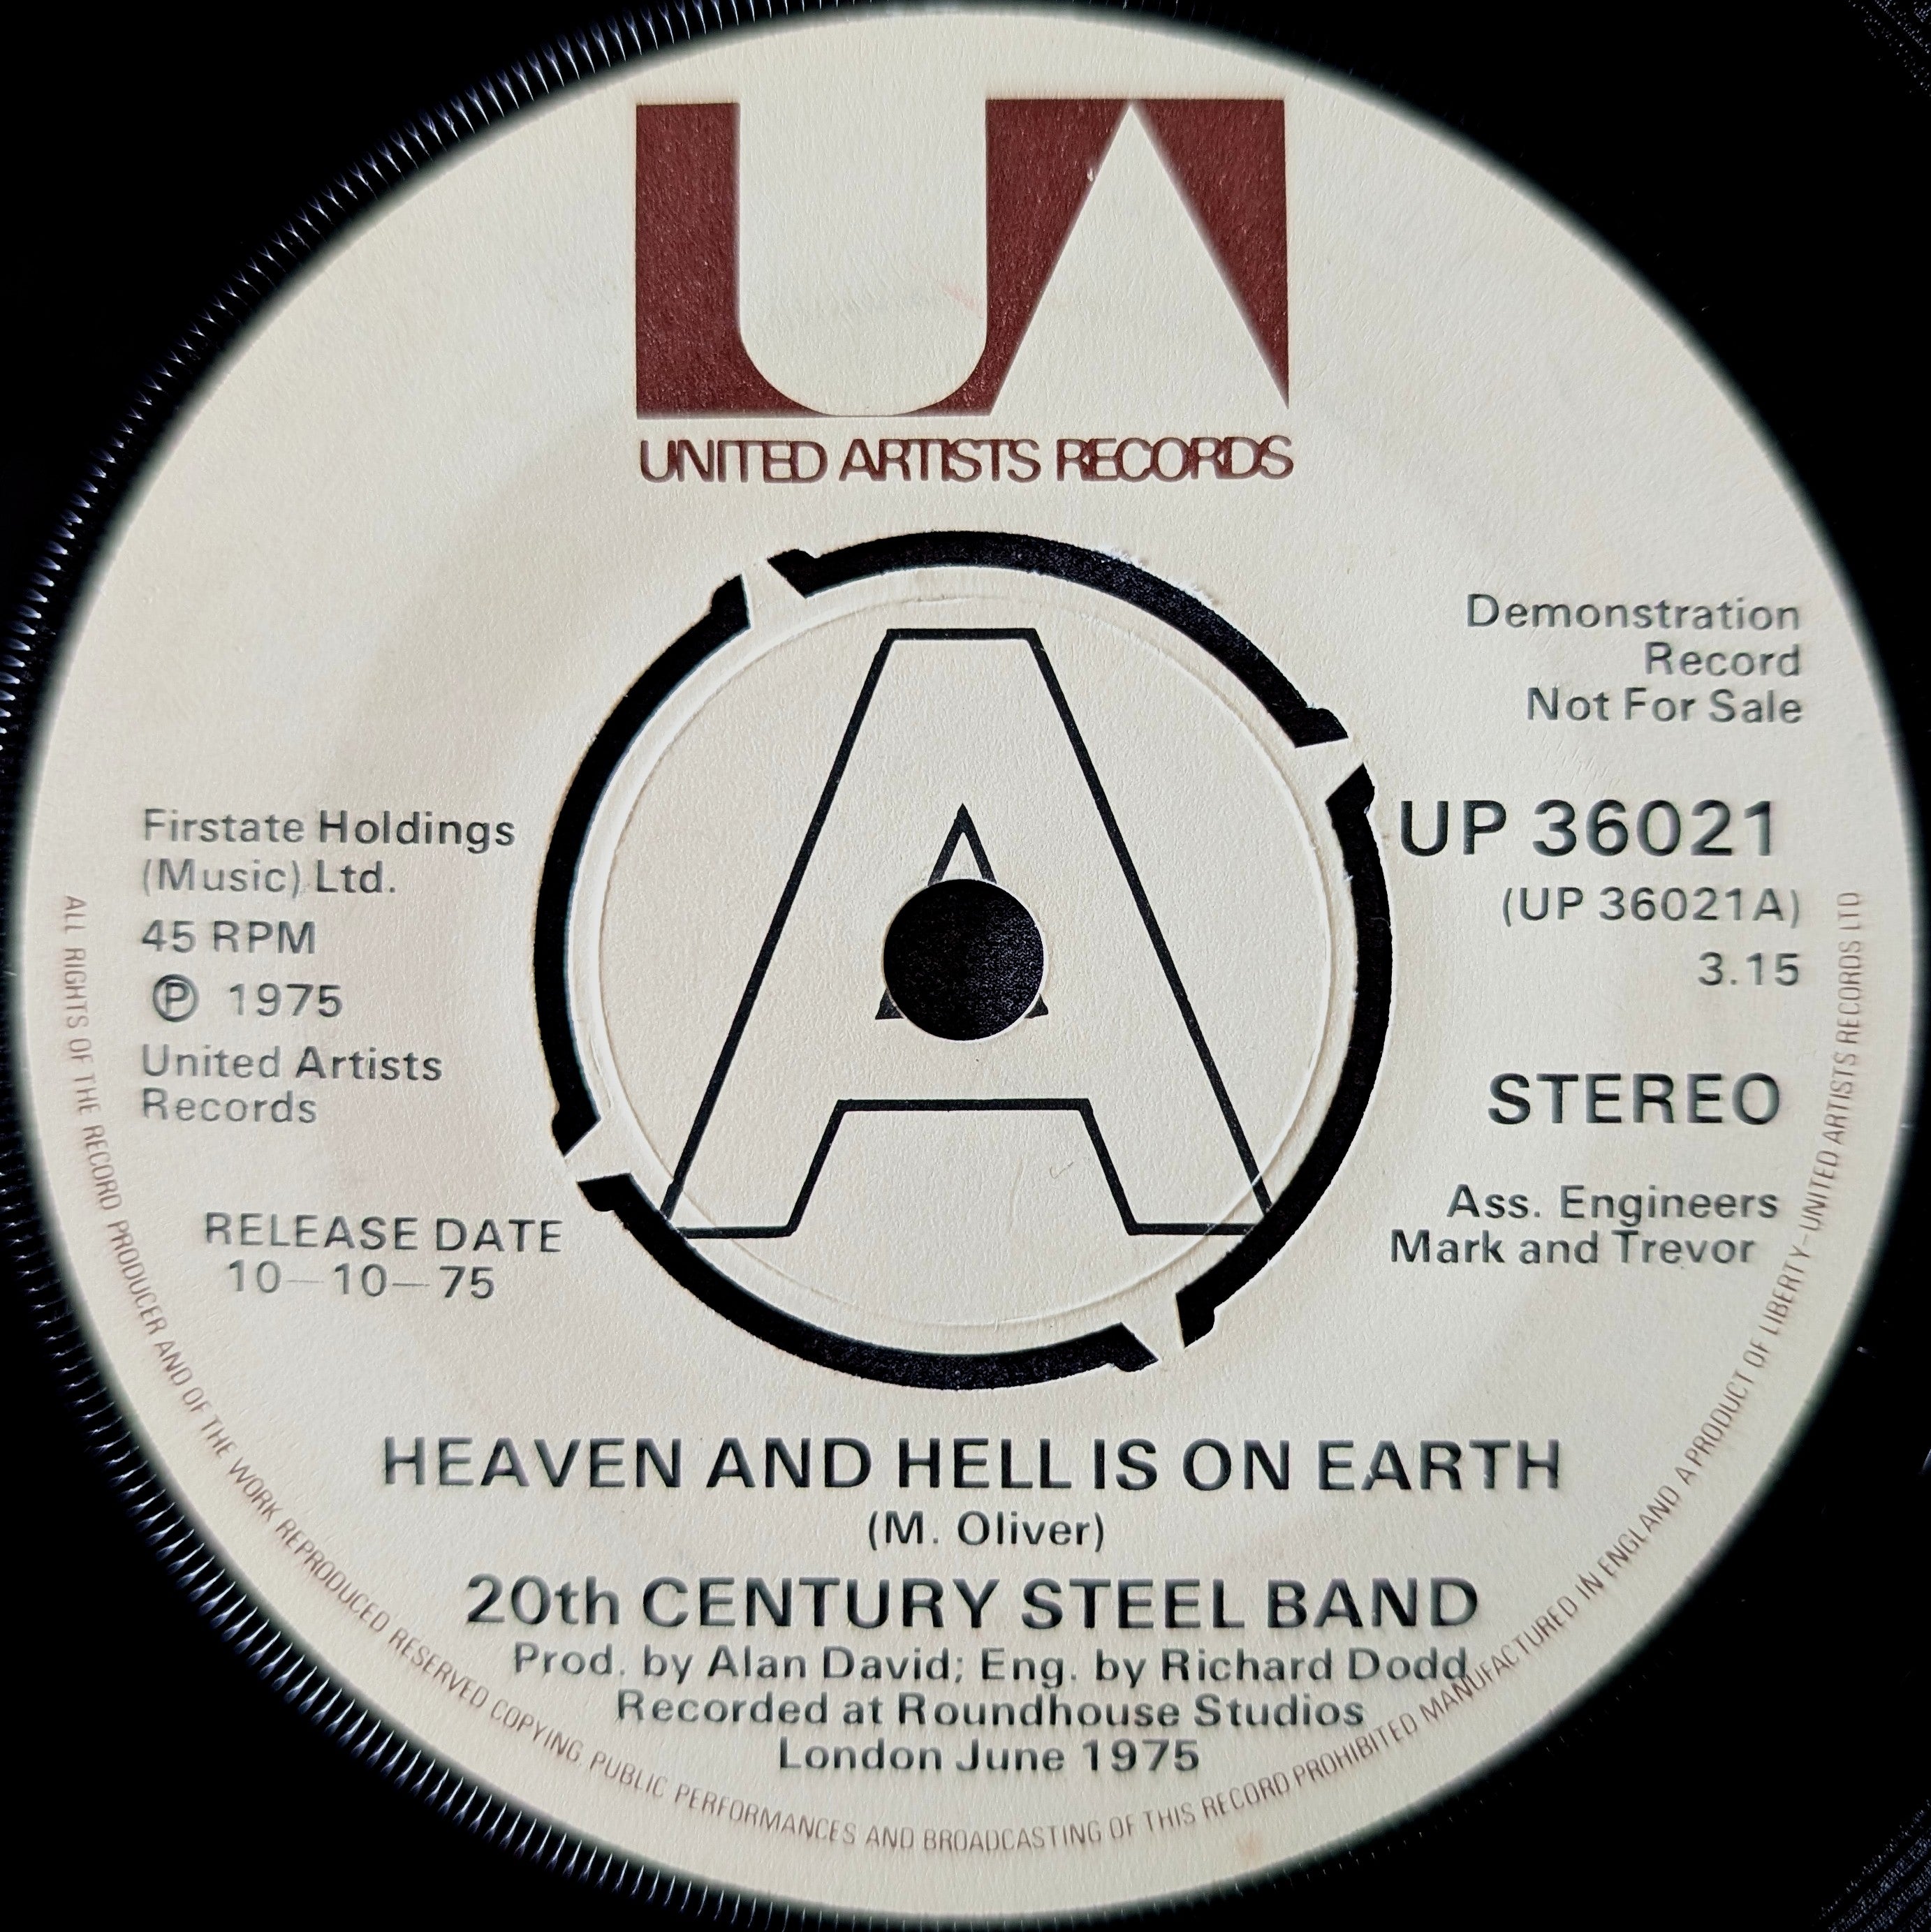 UA
UNITED ARTISTS RECORDS
Demonstration
Record
Not For Sale
UP 36021
(UP 36021A)
3.15
STEREO
Ass. Engineers
Mark and Trevor
Firstate Holdings
(Music) Ltd.
45 RPM
Ⓟ 1975
United Artists
Records
RELEASE DATE
10—10—75
A
HEAVEN AND HELL IS ON EARTH
(M. Oliver)
20th CENTURY STEEL BAND
Prod. by Alan David; Eng. by Richard Dodd
Recorded at Roundhouse Studios
London June 1975
ALL RIGHTS OF THE RECORD PRODUCER AND OF THE WORK REPRODUCED RESERVED COPYING. PUBLIC PERFORMANCES AND BROADCASTING OF THIS RECORD PROHIBITED MANUFACTURED IN ENGLAND A PRODUCT OF LIBERTY-UNITED ARTISTS RECORDS LTD